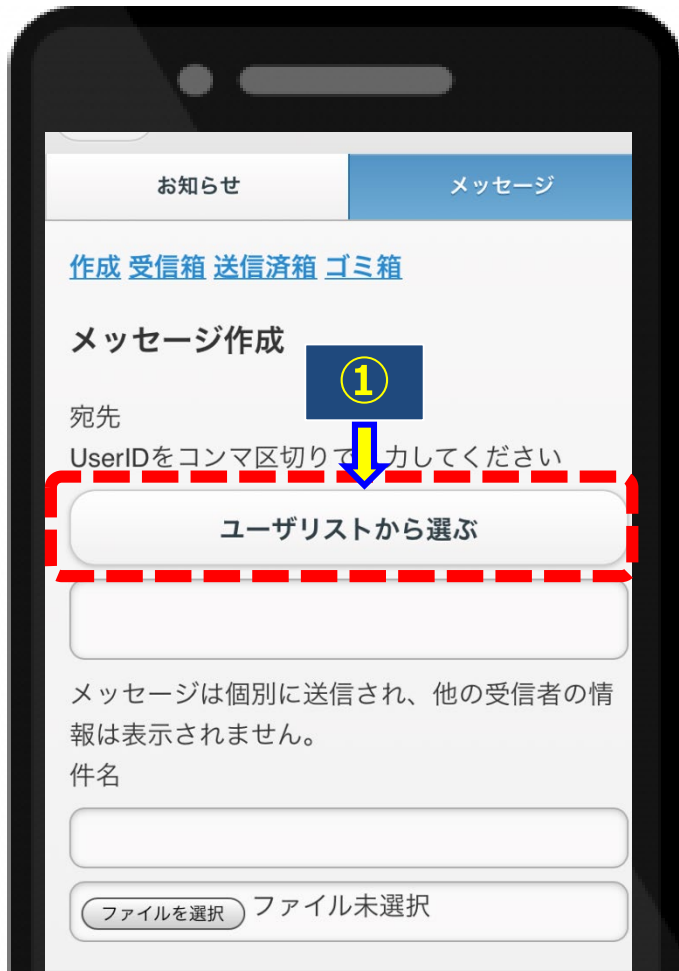 お知らせ
メッセージ
作成 受信箱 送信済箱 ゴミ箱
メッセージ作成
①
宛先
UserIDをコンマ区切りで 力してください
ユーザリストから選ぶ
メッセージは個別に送信され、他の受信者の情
報は表示されません。
件名
ファイルを選択 ファイル未選択